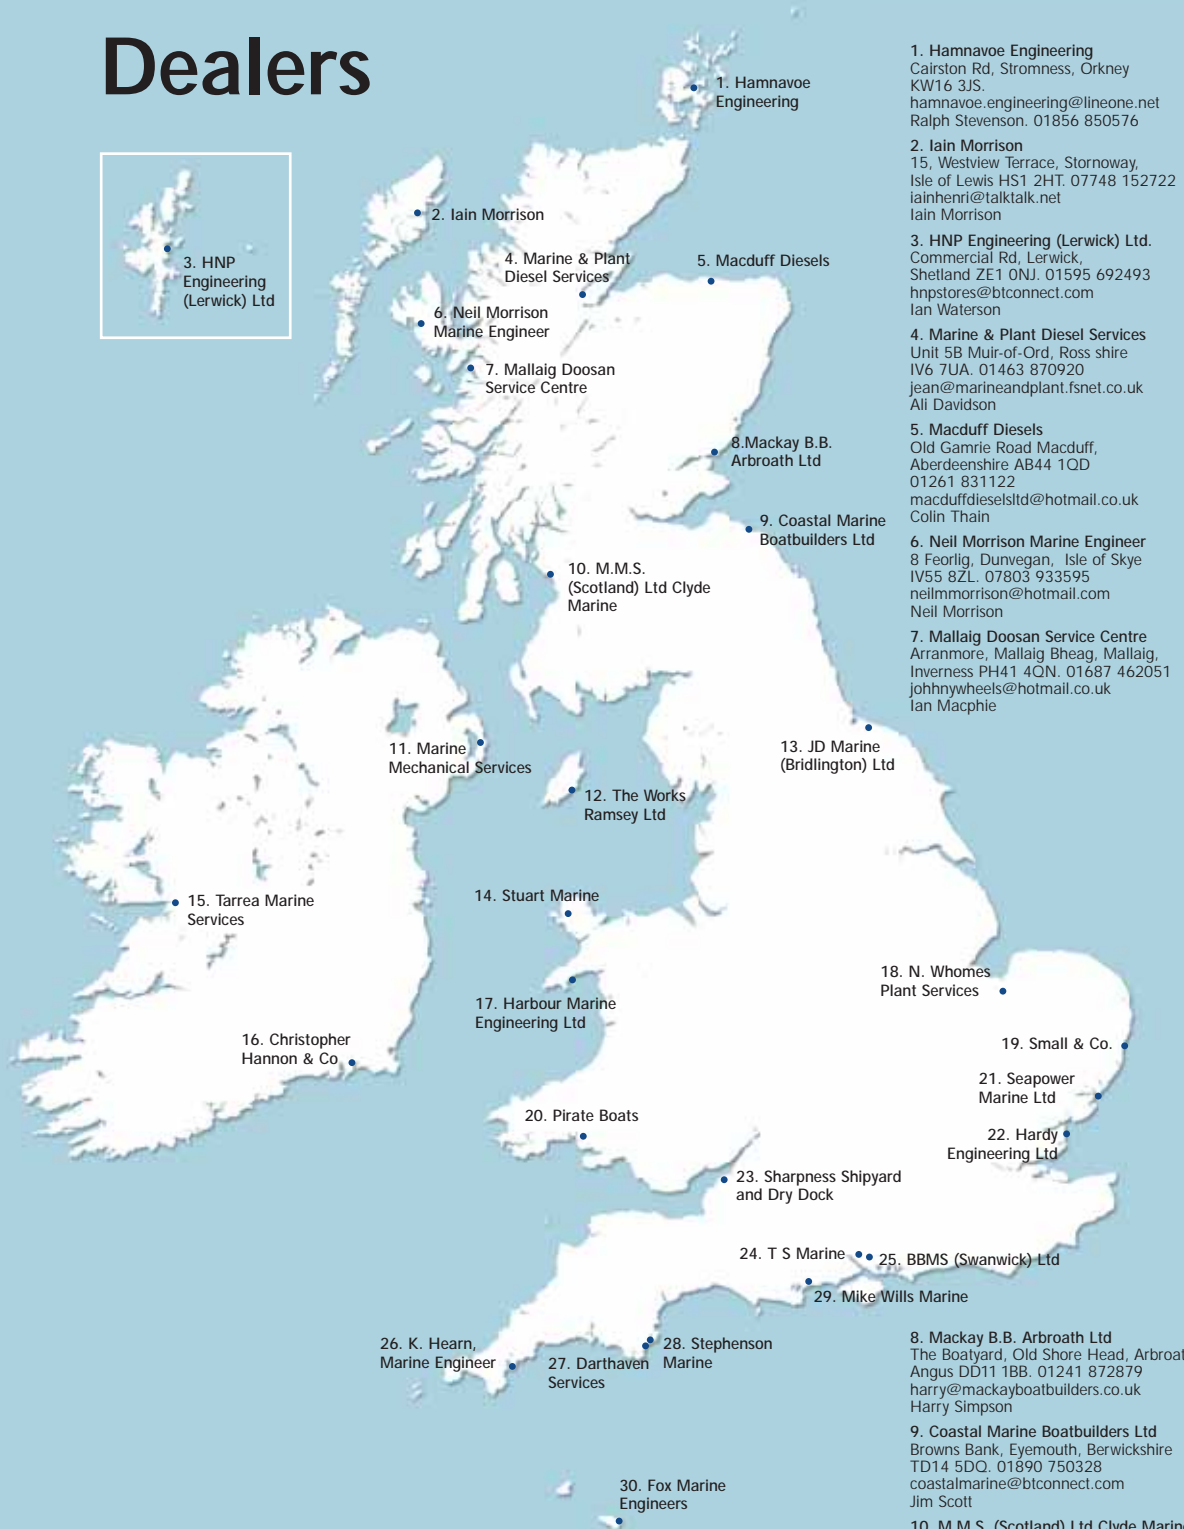 Dealers
1. Hamnavoe
Engineering
2. Iain Morrison
3. HNP
Engineering
(Lerwick) Ltd
4. Marine & Plant
Diesel Services
5. Macduff Diesels
6. Neil Morrison
Marine Engineer
7. Mallaig Doosan
Service Centre
8.Mackay B.B.
Arbroath Ltd
9. Coastal Marine
Boatbuilders Ltd
10. M.M.S.
(Scotland) Ltd Clyde
Marine
11. Marine
Mechanical Services
12. The Works
Ramsey Ltd
13. JD Marine
(Bridlington) Ltd
14. Stuart Marine
15. Tarrea Marine
Services
16. Christopher
Hannon & Co
17. Harbour Marine
Engineering Ltd
18. N. Whomes
Plant Services
19. Small & Co.
20. Pirate Boats
21. Seapower
Marine Ltd
22. Hardy
Engineering Ltd
23. Sharpness Shipyard
and Dry Dock
24. T S Marine
25. BBMS (Swanwick) Ltd
26. K. Hearn,
Marine Engineer
27. Darthaven
Services
28. Stephenson
Marine
29. Mike Wills Marine
30. Fox Marine
Engineers
1. Hamnavoe Engineering
Cairston Rd, Stromness, Orkney
KW16 3JS.
hamnavoe.engineering@lineone.net
Ralph Stevenson. 01856 850576
2. Iain Morrison
15, Westview Terrace, Stornoway,
Isle of Lewis HS1 2HT. 07748 152722
iainhenri@talktalk.net
Iain Morrison
3. HNP Engineering (Lerwick) Ltd.
Commercial Rd, Lerwick,
Shetland ZE1 0NJ. 01595 692493
hnpstores@btconnect.com
Ian Waterson
4. Marine & Plant Diesel Services
Unit 5B Muir-of-Ord, Ross shire
IV6 7UA. 01463 870920
jean@marineandplant.fsnet.co.uk
Ali Davidson
5. Macduff Diesels
Old Gamrie Road Macduff,
Aberdeenshire AB44 1QD
01261 831122
macduffdieselsltd@hotmail.co.uk
Colin Thain
6. Neil Morrison Marine Engineer
8 Feorlig, Dunvegan, Isle of Skye
IV55 8ZL. 07803 933595
neilmmorrison@hotmail.com
Neil Morrison
7. Mallaig Doosan Service Centre
Arranmore, Mallaig Bheag, Mallaig,
Inverness PH41 4QN. 01687 462051
johhnywheels@hotmail.co.uk
Ian Macphie
8. Mackay B.B. Arbroath Ltd
The Boatyard, Old Shore Head, Arbroat
Angus DD11 1BB. 01241 872879
harry@mackayboatbuilders.co.uk
Harry Simpson
9. Coastal Marine Boatbuilders Ltd
Browns Bank, Eyemouth, Berwickshire
TD14 5DQ. 01890 750328
coastalmarine@btconnect.com
Jim Scott
10. M.M.S. (Scotland) Ltd Clyde Marine